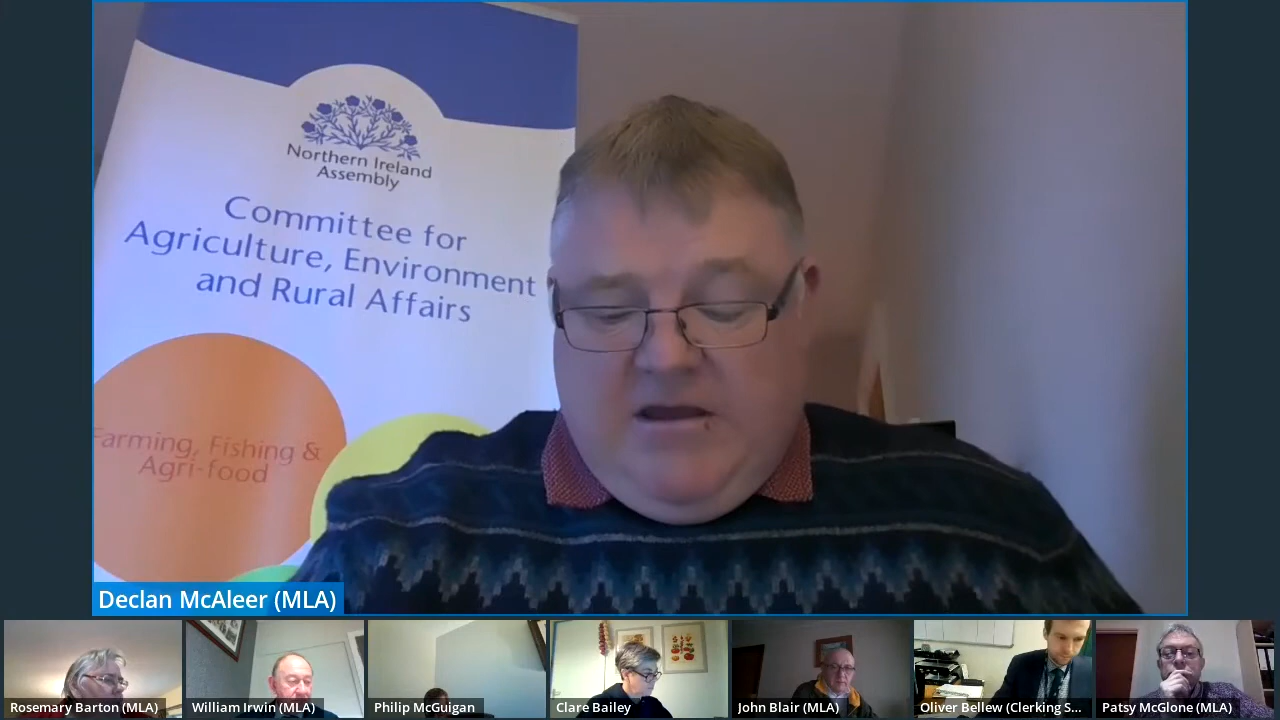 Northern Ireland
Assembly
Committee for
Agriculture, Environment
and Rural Affairs
Farming, Fishing &
Agri-food
Declan McAleer (MLA)
Rosemary Barton (MLA)
William Irwin (MLA)
Philip McGuigan
Clare Bailey
John Blair (MLA)
Oliver Bellew (Clerking S...
Patsy McGlone (MLA)